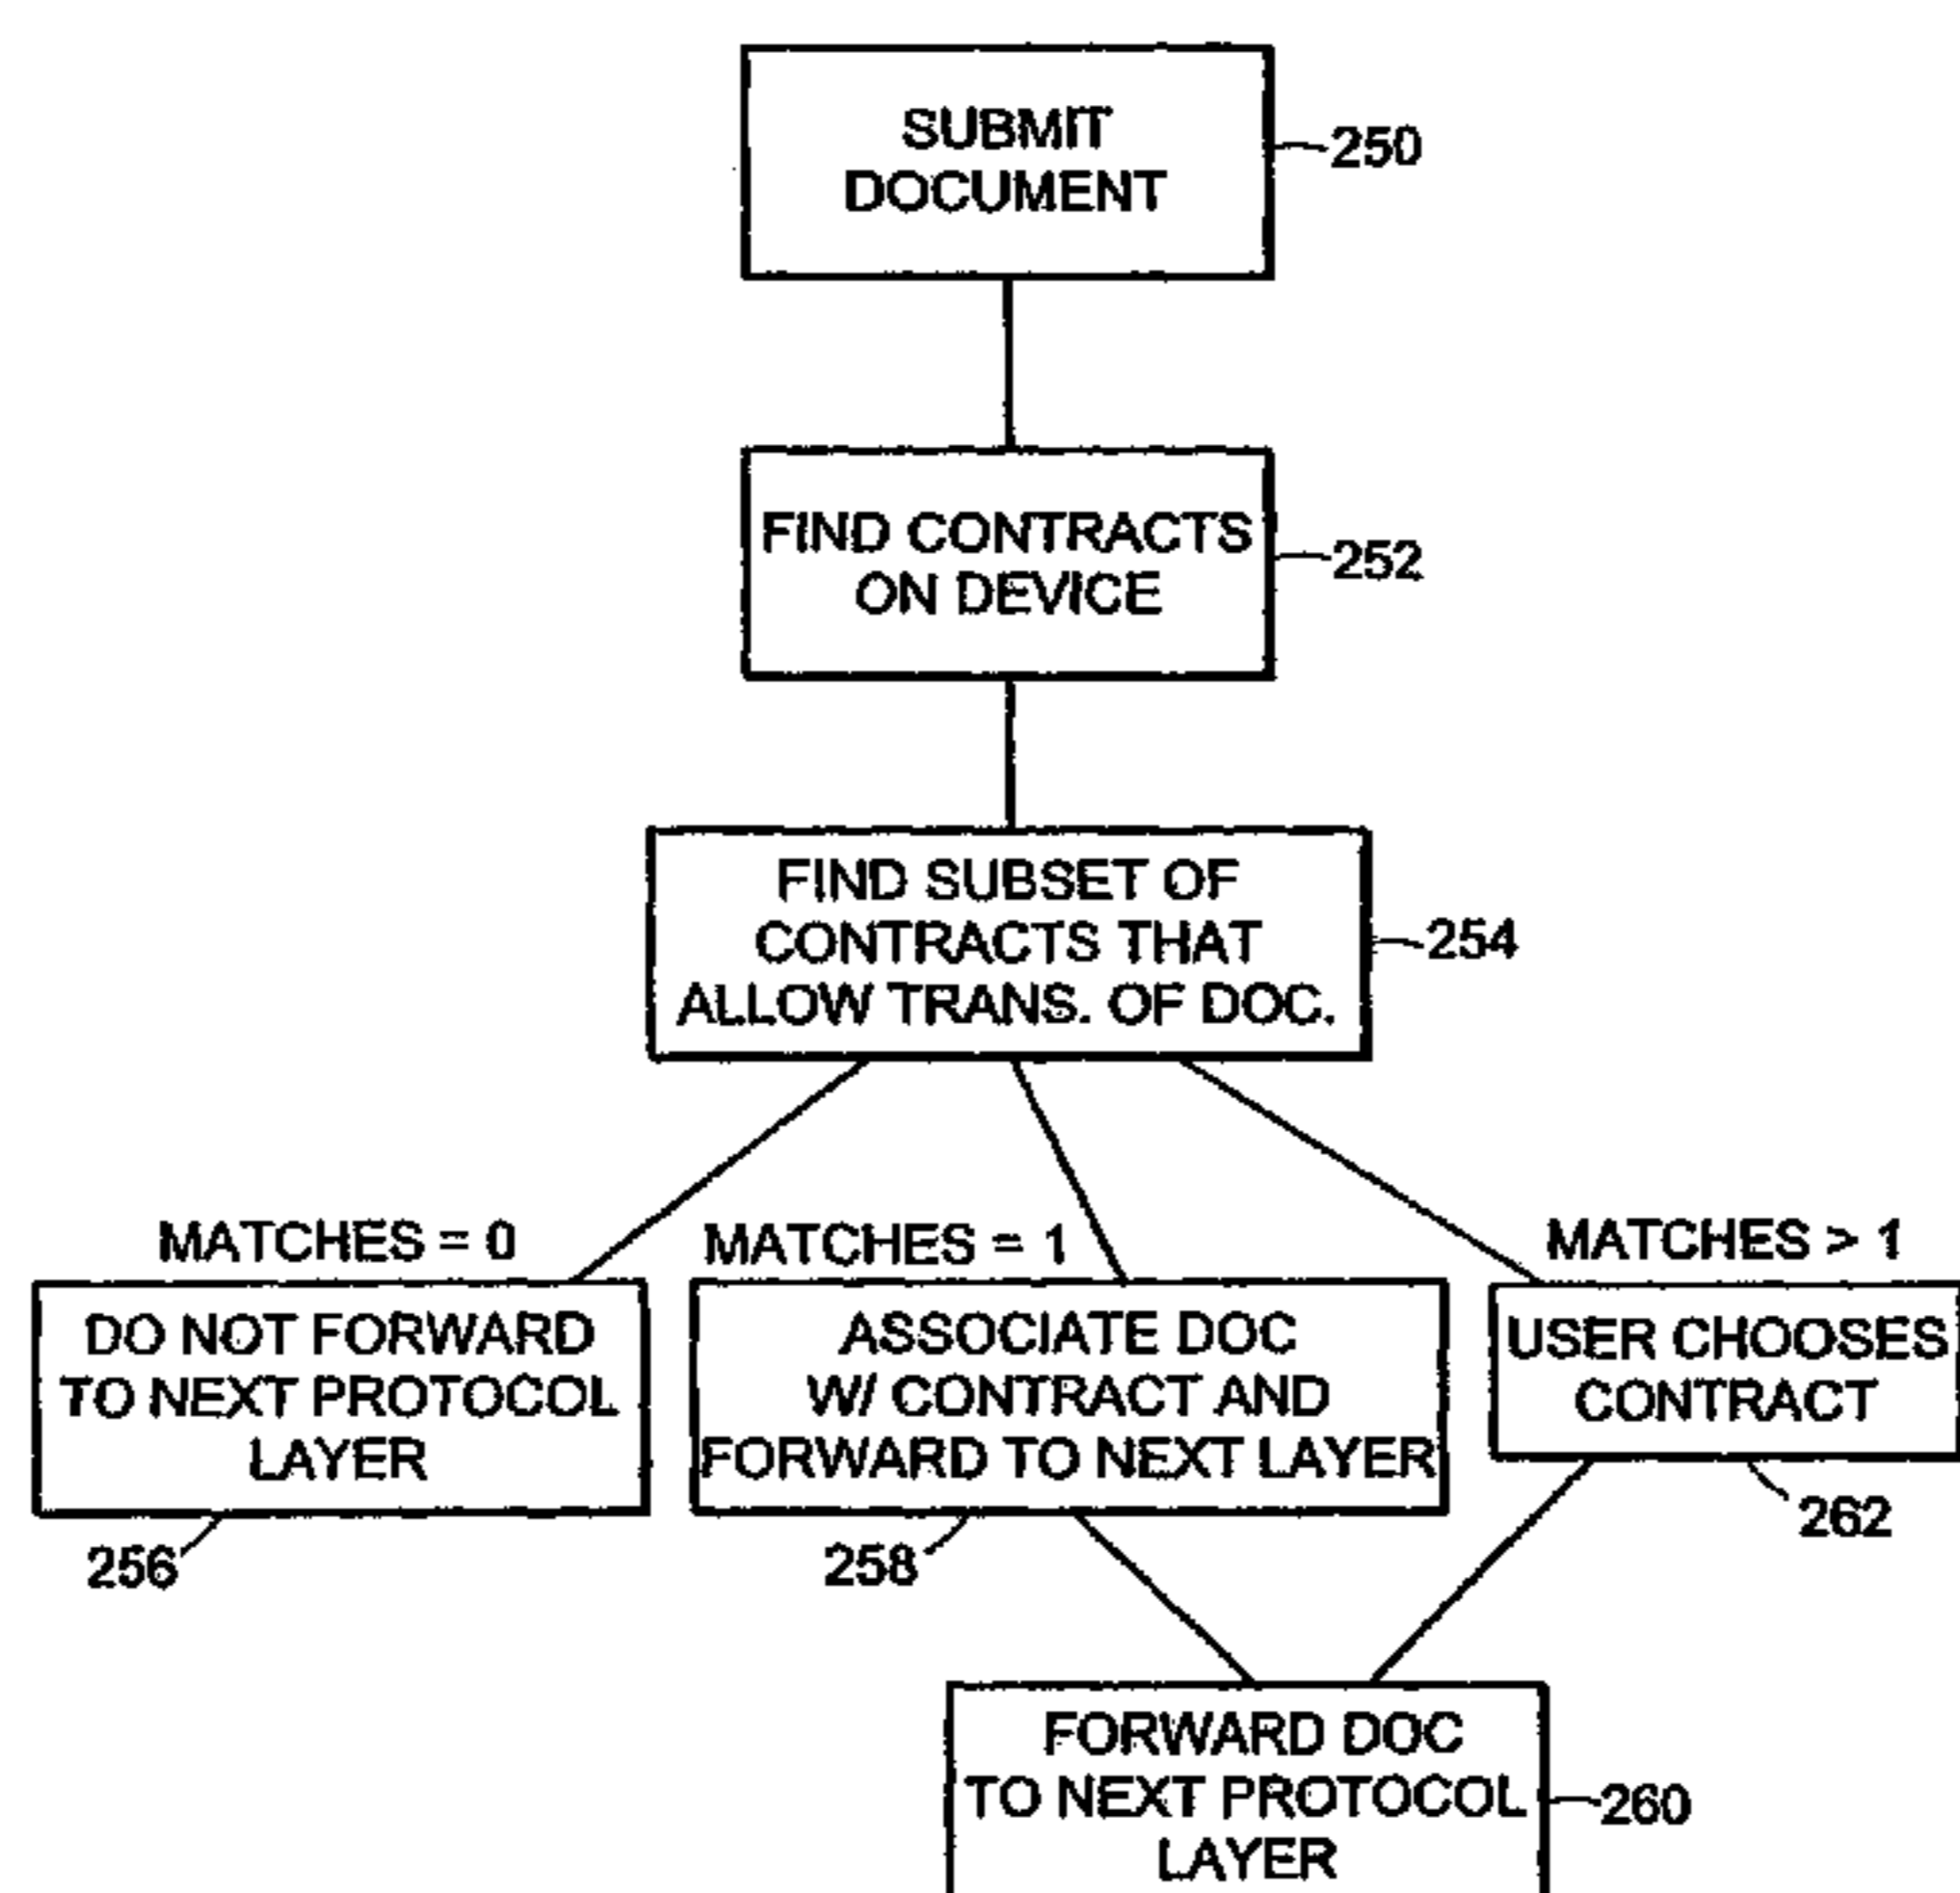 SUBMIT
DOCUMENT
250
FIND CONTRACTS
ON DEVICE
252
FIND SUBSET OF
CONTRACTS THAT
ALLOW TRANS. OF DOC.
254
MATCHES = 0
DO NOT FORWARD
TO NEXT PROTOCOL
LAYER
256
MATCHES = 1
ASSOCIATE DOC
W/ CONTRACT AND
FORWARD TO NEXT LAYER
258
MATCHES > 1
USER CHOOSES
CONTRACT
262
FORWARD DOC
TO NEXT PROTOCOL
LAYER
260